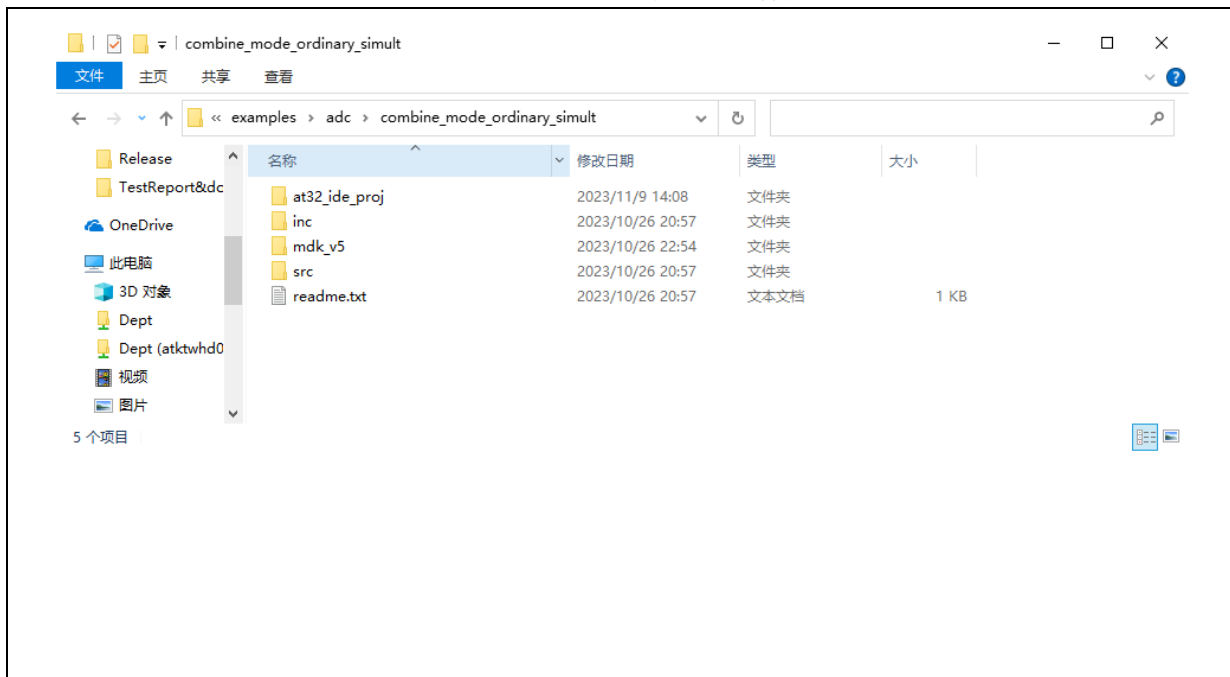 combine_mode_ordinary_simult
文件 主页 共享 查看
« examples › adc › combine_mode_ordinary_simult
Release
TestReport&dc
OneDrive
此电脑
3D 对象
Dept
Dept (atktwhd0
视频
图片
名称 修改日期 类型 大小
at32_ide_proj 2023/11/9 14:08 文件夹
inc 2023/10/26 20:57 文件夹
mdk_v5 2023/10/26 22:54 文件夹
src 2023/10/26 20:57 文件夹
readme.txt 2023/10/26 20:57 文本文档 1 KB
5 个项目